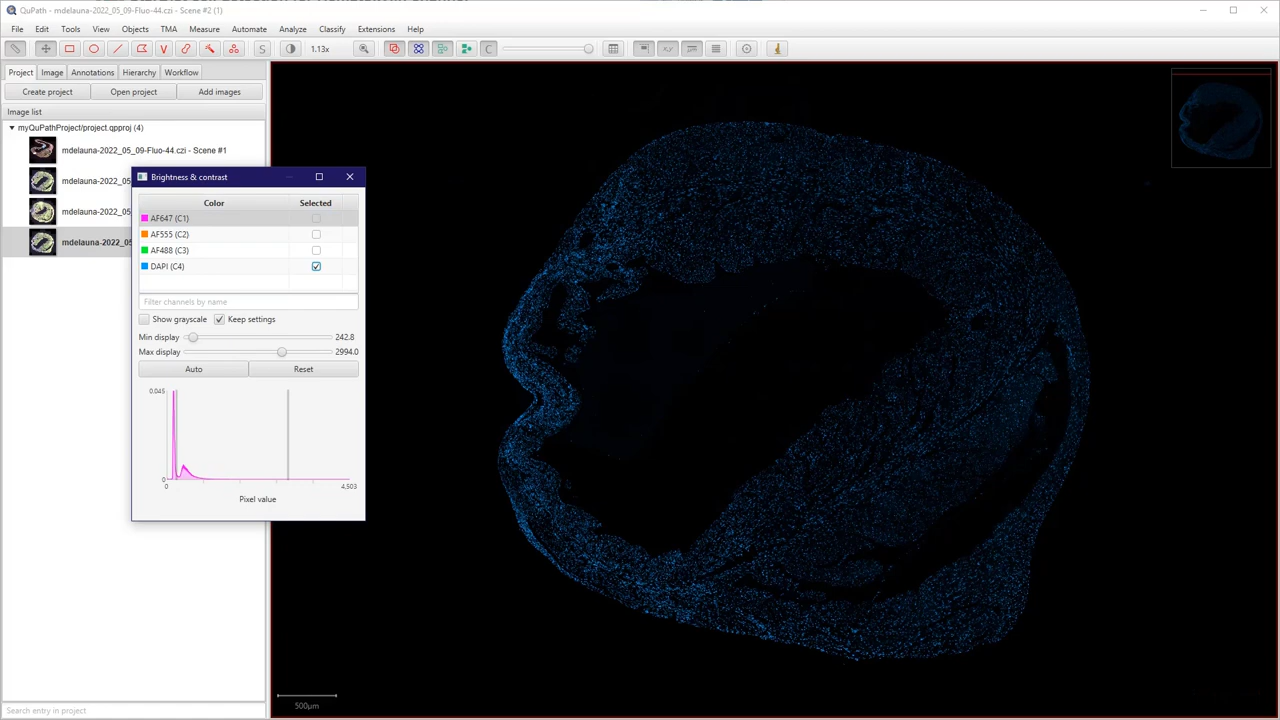 QuPath - mdelauna-2022_05_09-Fluo-44.czi - Scene #2 (1)
File Edit Tools View Objects TMA Measure Automate Analyze Classify Extensions Help
V S 1.13x C
Project Image Annotations Hierarchy Workflow
Create project Open project Add images
Image list
myQuPathProject/project.qpproj (4)
mdelauna-2022_05_09-Fluo-44.czi - Scene #1
mdelauna-2022_05
mdelauna-2022_05
mdelauna-2022_05
Brightness & contrast
Color Selected
AF647 (C1)
AF555 (C2)
AF488 (C3)
DAPI (C4)
Filter channels by name
Show grayscale Keep settings
Min display 242.8
Max display 2994.0
Auto Reset
0.045
0
0 4,503
Pixel value
500µm
Search entry in project